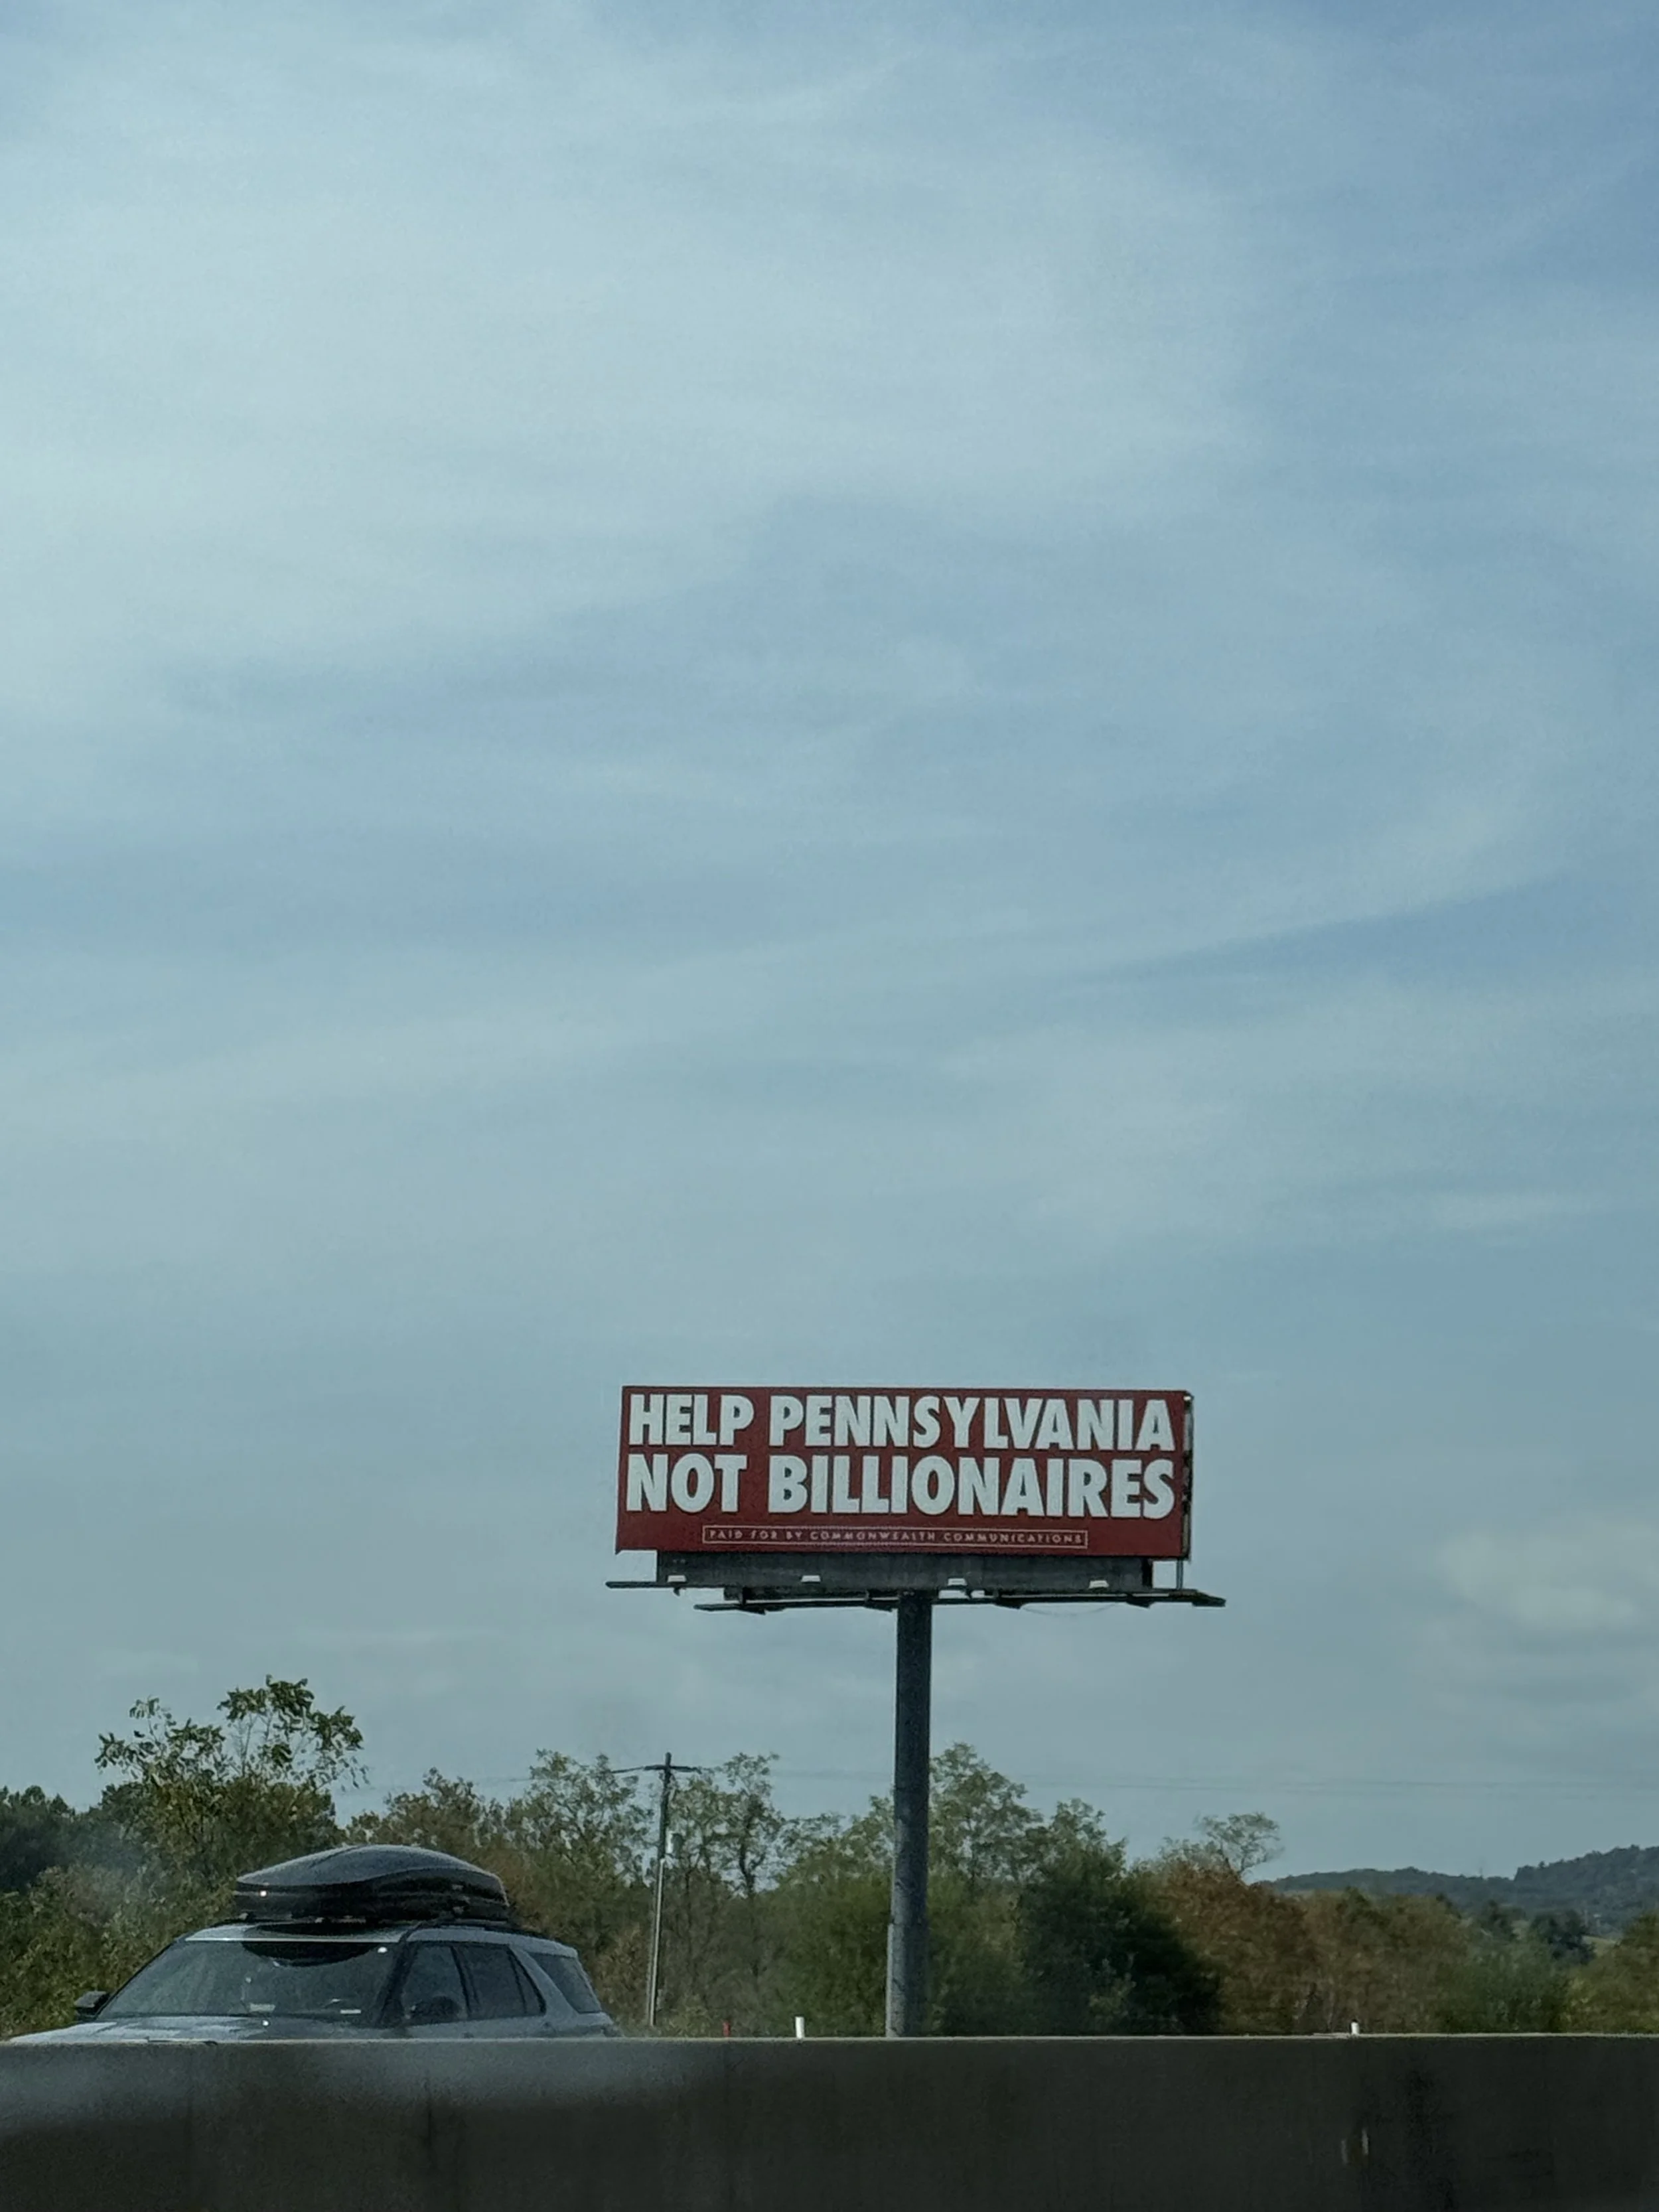 HELP PENNSYLVANIA
NOT BILLIONAIRES
PAID FOR BY COMMONWEALTH COMMUNICATIONS